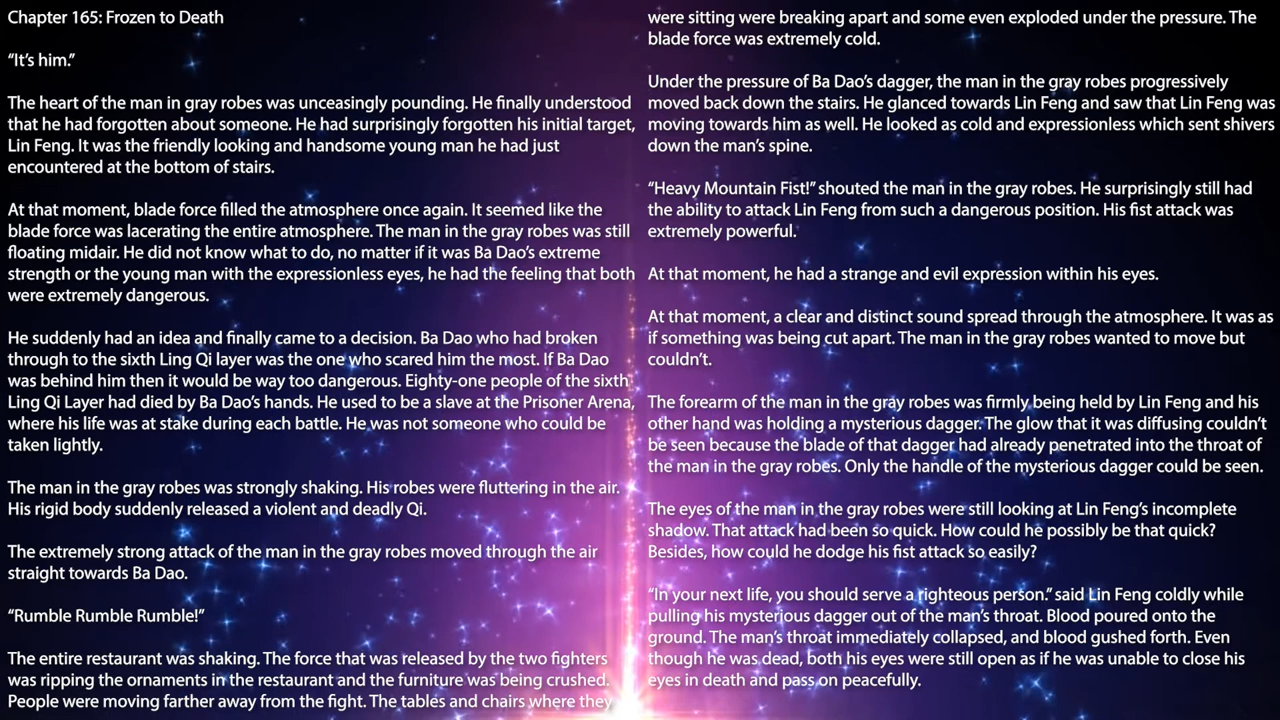 Chapter 165: Frozen to Death
“It’s him.”
The heart of the man in gray robes was unceasingly pounding. He finally understood
that he had forgotten about someone. He had surprisingly forgotten his initial target,
Lin Feng. It was the friendly looking and handsome young man he had just
encountered at the bottom of stairs.
At that moment, blade force filled the atmosphere once again. It seemed like the
blade force was lacerating the entire atmosphere. The man in the gray robes was still
floating midair. He did not know what to do, no matter if it was Ba Dao’s extreme
strength or the young man with the expressionless eyes, he had the feeling that both
were extremely dangerous.
He suddenly had an idea and finally came to a decision. Ba Dao who had broken
through to the sixth Ling Qi layer was the one who scared him the most. If Ba Dao
was behind him then it would be way too dangerous. Eighty-one people of the sixth
Ling Qi Layer had died by Ba Dao’s hands. He used to be a slave at the Prisoner Arena,
where his life was at stake during each battle. He was not someone who could be
taken lightly.
The man in the gray robes was strongly shaking. His robes were fluttering in the air.
His rigid body suddenly released a violent and deadly Qi.
The extremely strong attack of the man in the gray robes moved through the air
straight towards Ba Dao.
“Rumble Rumble Rumble!”
The entire restaurant was shaking. The force that was released by the two fighters
was ripping the ornaments in the restaurant and the furniture was being crushed.
People were moving farther away from the fight. The tables and chairs where they
were sitting were breaking apart and some even exploded under the pressure. The
blade force was extremely cold.
Under the pressure of Ba Dao’s dagger, the man in the gray robes progressively
moved back down the stairs. He glanced towards Lin Feng and saw that Lin Feng was
moving towards him as well. He looked as cold and expressionless which sent shivers
down the man’s spine.
“Heavy Mountain Fist!” shouted the man in the gray robes. He surprisingly still had
the ability to attack Lin Feng from such a dangerous position. His fist attack was
extremely powerful.
At that moment, he had a strange and evil expression within his eyes.
At that moment, a clear and distinct sound spread through the atmosphere. It was as
if something was being cut apart. The man in the gray robes wanted to move but
couldn’t.
The forearm of the man in the gray robes was firmly being held by Lin Feng and his
other hand was holding a mysterious dagger. The glow that it was diffusing couldn’t
be seen because the blade of that dagger had already penetrated into the throat of
the man in the gray robes. Only the handle of the mysterious dagger could be seen.
The eyes of the man in the gray robes were still looking at Lin Feng’s incomplete
shadow. That attack had been so quick. How could he possibly be that quick?
Besides, how could he dodge his fist attack so easily?
“In your next life, you should serve a righteous person.” said Lin Feng coldly while
pulling his mysterious dagger out of the man’s throat. Blood poured onto the
ground. The man’s throat immediately collapsed, and blood gushed forth. Even
though he was dead, both his eyes were still open as if he was unable to close his
eyes in death and pass on peacefully.